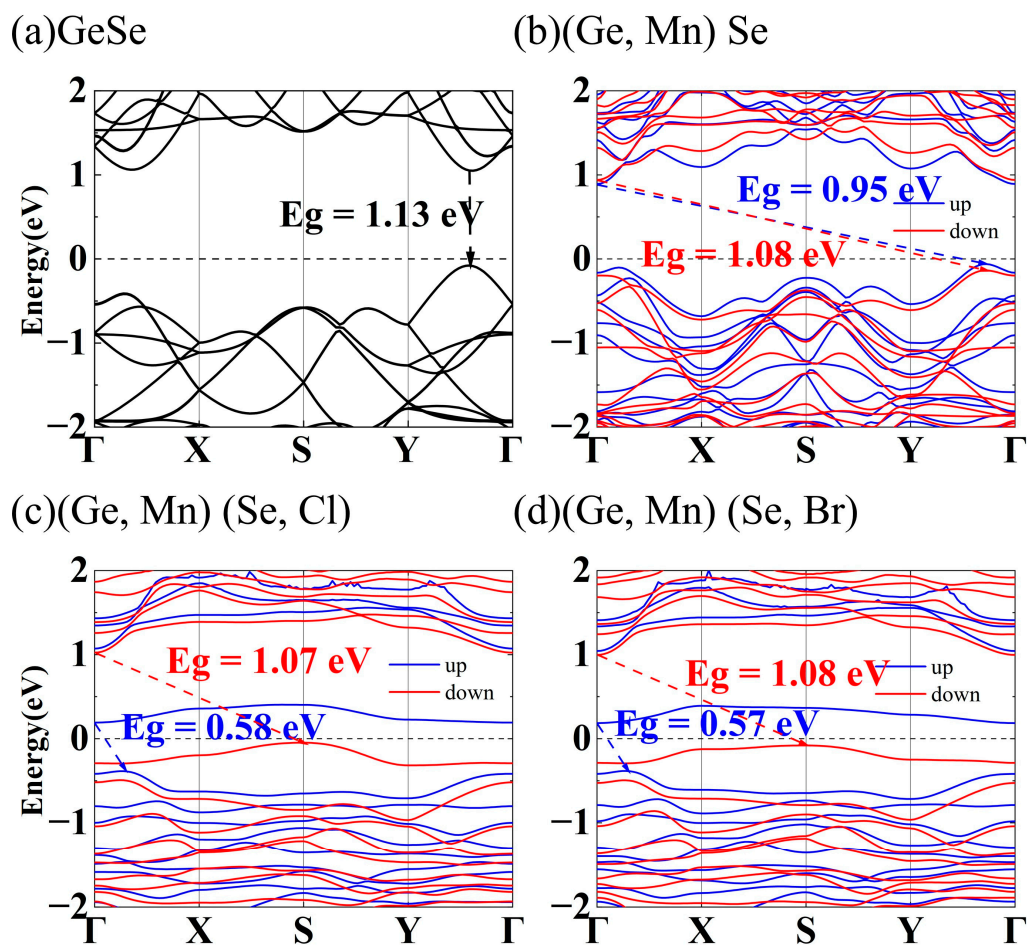 (a)GeSe
(b)(Ge, Mn) Se
2
1
0
−1
−2
Energy(eV)
Eg = 1.13 eV
Γ X S Y Γ
2
1
0
−1
−2
Eg = 0.95 eV
Eg = 1.08 eV
up
down
Γ X S Y Γ
(c)(Ge, Mn) (Se, Cl)
(d)(Ge, Mn) (Se, Br)
2
1
0
−1
−2
Energy(eV)
Eg = 1.07 eV
Eg = 0.58 eV
up
down
Γ X S Y Γ
2
1
0
−1
−2
Eg = 1.08 eV
Eg = 0.57 eV
up
down
Γ X S Y Γ